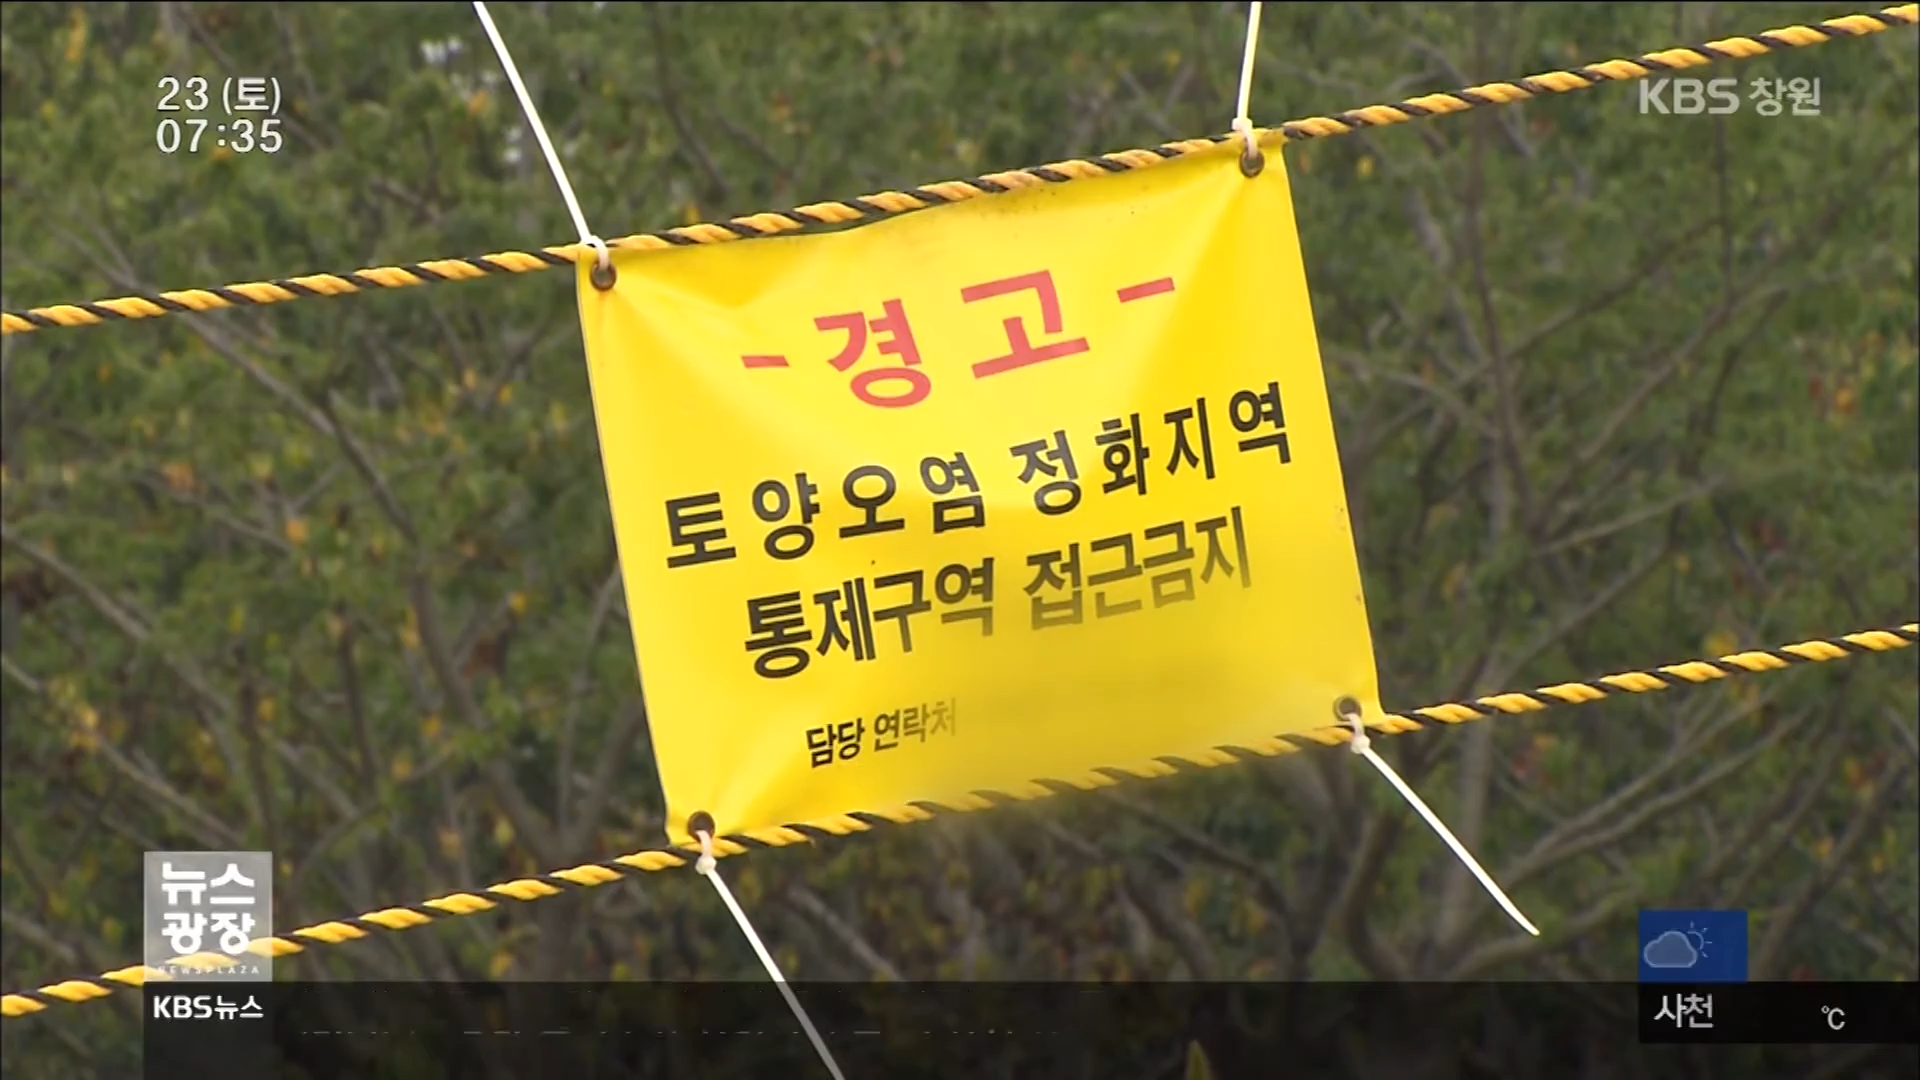 23 (토)
07:35
KBS 창원
- 경고 -
토양오염 정화지역
통제구역 접근금지
담당 연락처
뉴스
광장
NEWSPLAZA
KBS뉴스
사천
℃